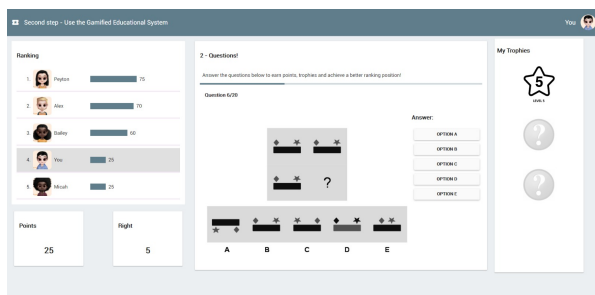 Second step - Use the Gamified Educational System
You
Ranking
1. Peyton 75
2. Alex 70
3. Bailey 60
4. You 25
5. Micah 25
Points
25
Right
5
2 - Questions!
Answer the questions below to earn points, trophies and achieve a better ranking position!
Question 6/20
?
Answer:
OPTION A
OPTION B
OPTION C
OPTION D
OPTION E
A B C D E
My Trophies
5
LEVEL 5
?
?